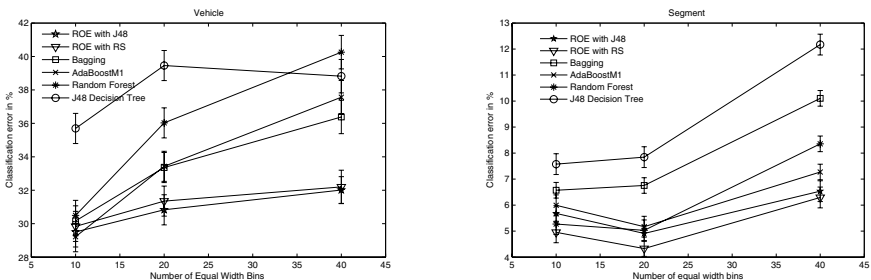 Vehicle
42
40
38
36
34
32
30
28
Classification error in %
ROE with J48
ROE with RS
Bagging
AdaBoostM1
Random Forest
J48 Decision Tree
5 10 15 20 25 30 35 40 45
Number of Equal Width Bins
Segment
13
12
11
10
9
8
7
6
5
4
Classification error in %
ROE with J48
ROE with RS
Bagging
AdaBoostM1
Random Forest
J48 Decision Tree
5 10 15 20 25 30 35 40 45
Number of equal width bins